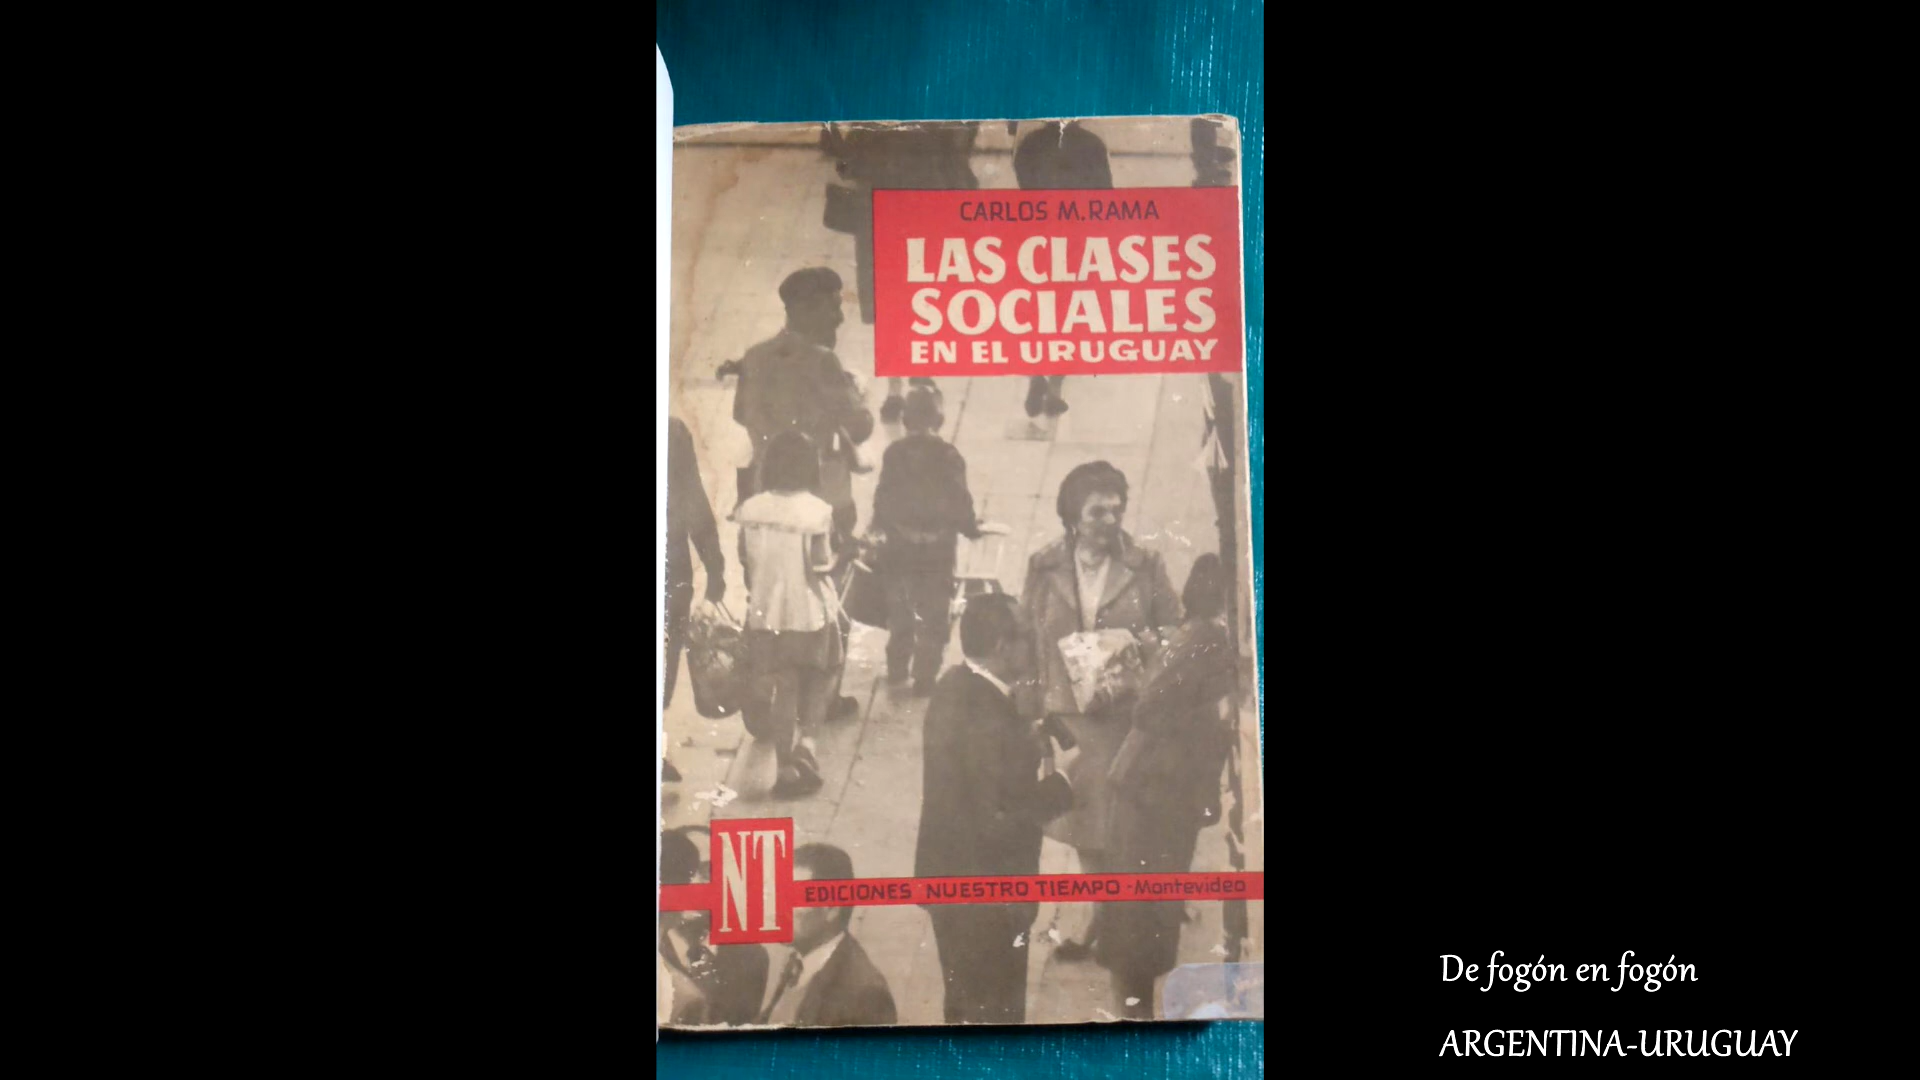 CARLOS M. RAMA
LAS CLASES
SOCIALES
EN EL URUGUAY
NT
EDICIONES NUESTRO TIEMPO - Montevideo
De fogón en fogón
ARGENTINA-URUGUAY